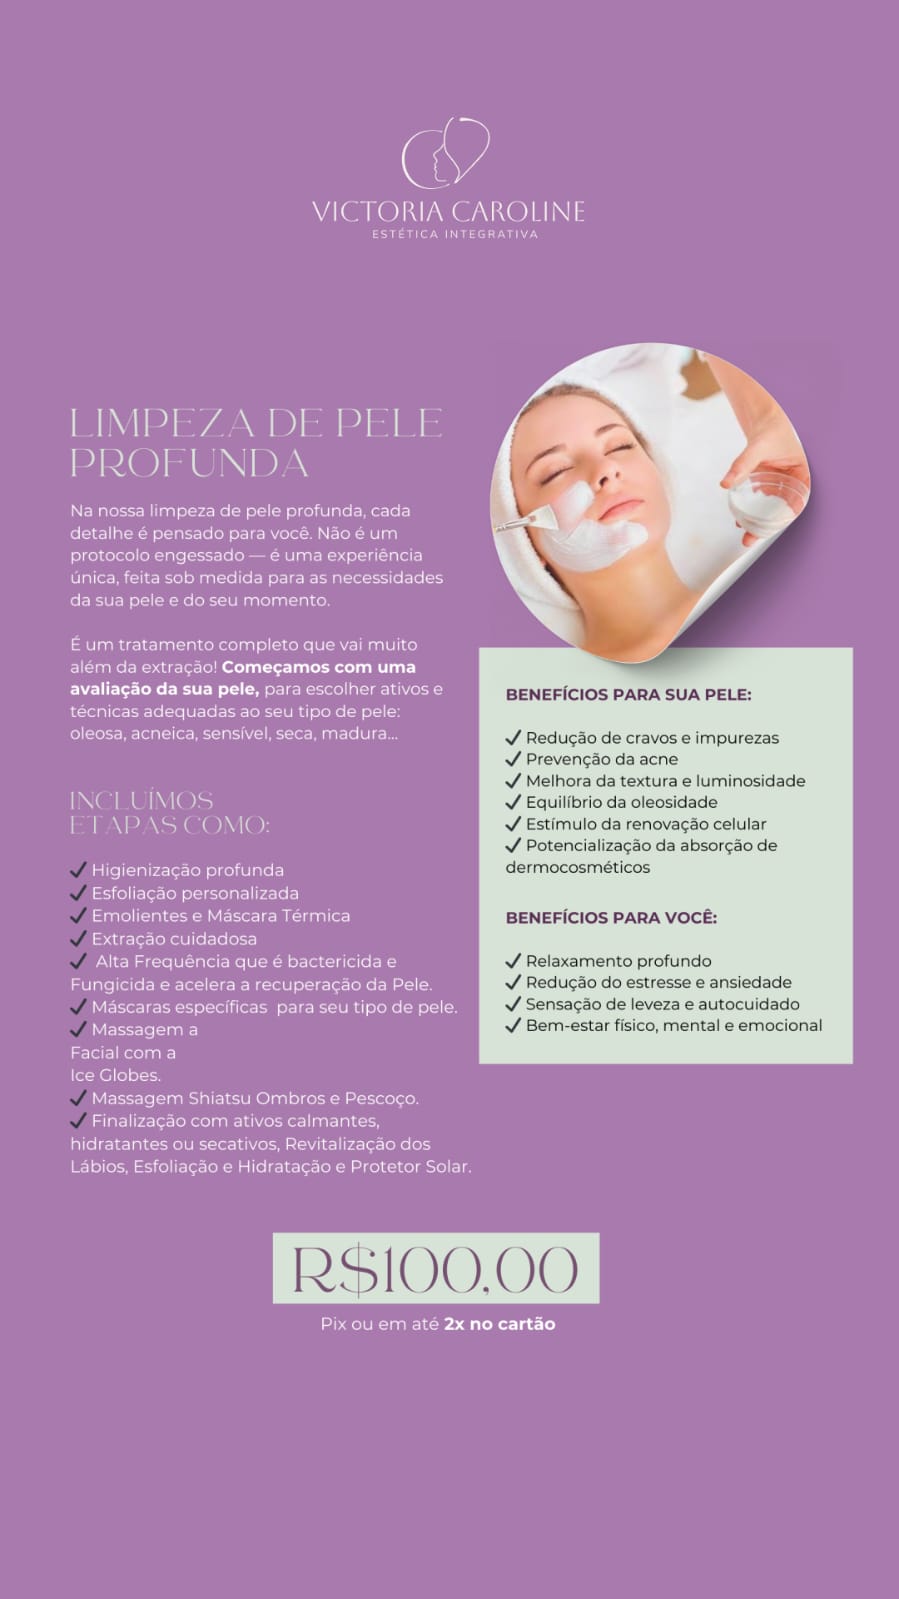 VICTORIA CAROLINE
ESTÉTICA INTEGRATIVA
LIMPEZA DE PELE
PROFUNDA
Na nossa limpeza de pele profunda, cada
detalhe é pensado para você. Não é um
protocolo engessado — é uma experiência
única, feita sob medida para as necessidades
da sua pele e do seu momento.
É um tratamento completo que vai muito
além da extração! Começamos com uma
avaliação da sua pele, para escolher ativos e
técnicas adequadas ao seu tipo de pele:
oleosa, acneica, sensível, seca, madura...
INCLUÍMOS
ETAPAS COMO:
✓ Higienização profunda
✓ Esfoliação personalizada
✓ Emolientes e Máscara Térmica
✓ Extração cuidadosa
✓ Alta Frequência que é bactericida e
Fungicida e acelera a recuperação da Pele.
✓ Máscaras específicas para seu tipo de pele.
✓ Massagem a
Facial com a
Ice Globes.
✓ Massagem Shiatsu Ombros e Pescoço.
✓ Finalização com ativos calmantes,
hidratantes ou secativos, Revitalização dos
Lábios, Esfoliação e Hidratação e Protetor Solar.
BENEFÍCIOS PARA SUA PELE:
✓ Redução de cravos e impurezas
✓ Prevenção da acne
✓ Melhora da textura e luminosidade
✓ Equilíbrio da oleosidade
✓ Estímulo da renovação celular
✓ Potencialização da absorção de
dermocosméticos
BENEFÍCIOS PARA VOCÊ:
✓ Relaxamento profundo
✓ Redução do estresse e ansiedade
✓ Sensação de leveza e autocuidado
✓ Bem-estar físico, mental e emocional
R$100,00
Pix ou em até 2x no cartão